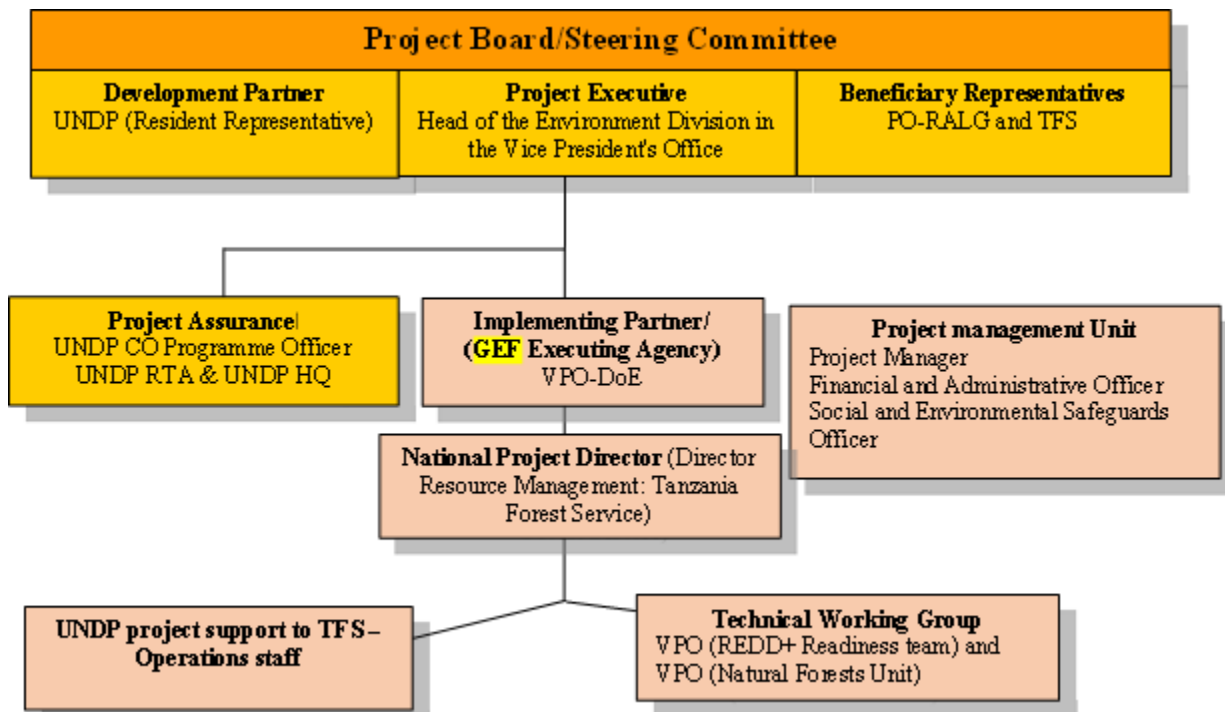 Project Board/Steering Committee
Development Partner
UNDP (Resident Representative)
Project Executive
Head of the Environment Division in
the Vice President's Office
Beneficiary Representatives
PO-RALG and TFS
Project Assurance
UNDP CO Programme Officer
UNDP RTA & UNDP HQ
Implementing Partner/
(GEF Executing Agency)
VPO-DoE
Project management Unit
Project Manager
Financial and Administrative Officer
Social and Environmental Safeguards
Officer
National Project Director (Director
Resource Management: Tanzania
Forest Service)
UNDP project support to TFS –
Operations staff
Technical Working Group
VPO (REDD+ Readiness team) and
VPO (Natural Forests Unit)